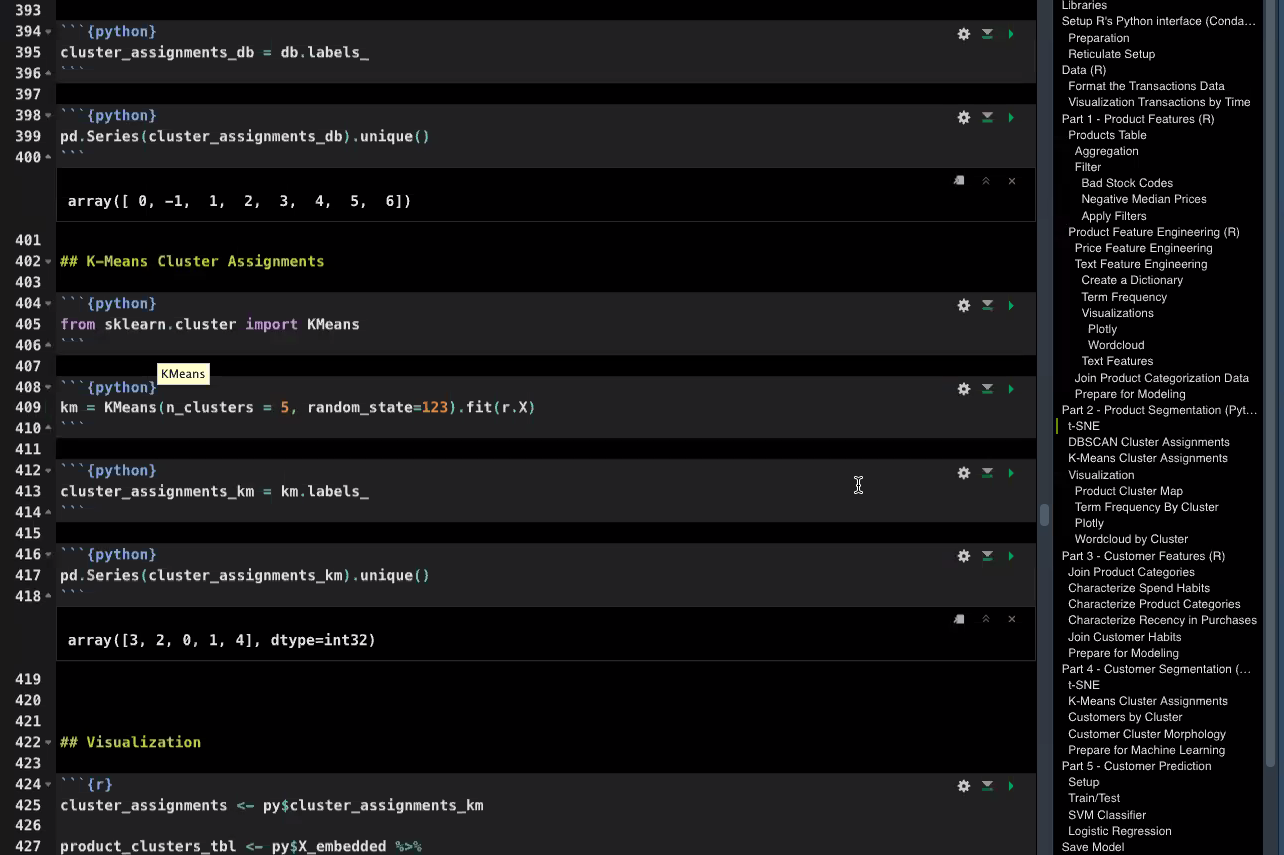 393
394 ```{python}
395 cluster_assignments_db = db.labels_
396 ```
397
398 ```{python}
399 pd.Series(cluster_assignments_db).unique()
400 ```
array([ 0, -1,  1,  2,  3,  4,  5,  6])
401
402 ## K-Means Cluster Assignments
403
404 ```{python}
405 from sklearn.cluster import KMeans
406 ```
407
KMeans
408 ```{python}
409 km = KMeans(n_clusters = 5, random_state=123).fit(r.X)
410 ```
411
412 ```{python}
413 cluster_assignments_km = km.labels_
414 ```
415
416 ```{python}
417 pd.Series(cluster_assignments_km).unique()
418 ```
array([3, 2, 0, 1, 4], dtype=int32)
419
420
421
422 ## Visualization
423
424 ```{r}
425 cluster_assignments <- py$cluster_assignments_km
426
427 product_clusters_tbl <- py$X_embedded %>%
Libraries
Setup R's Python interface (Conda...
Preparation
Reticulate Setup
Data (R)
Format the Transactions Data
Visualization Transactions by Time
Part 1 - Product Features (R)
Products Table
Aggregation
Filter
Bad Stock Codes
Negative Median Prices
Apply Filters
Product Feature Engineering (R)
Price Feature Engineering
Text Feature Engineering
Create a Dictionary
Term Frequency
Visualizations
Plotly
Wordcloud
Text Features
Join Product Categorization Data
Prepare for Modeling
Part 2 - Product Segmentation (Pyt...
t-SNE
DBSCAN Cluster Assignments
K-Means Cluster Assignments
Visualization
Product Cluster Map
Term Frequency By Cluster
Plotly
Wordcloud by Cluster
Part 3 - Customer Features (R)
Join Product Categories
Characterize Spend Habits
Characterize Product Categories
Characterize Recency in Purchases
Join Customer Habits
Prepare for Modeling
Part 4 - Customer Segmentation (...
t-SNE
K-Means Cluster Assignments
Customers by Cluster
Customer Cluster Morphology
Prepare for Machine Learning
Part 5 - Customer Prediction
Setup
Train/Test
SVM Classifier
Logistic Regression
Save Model